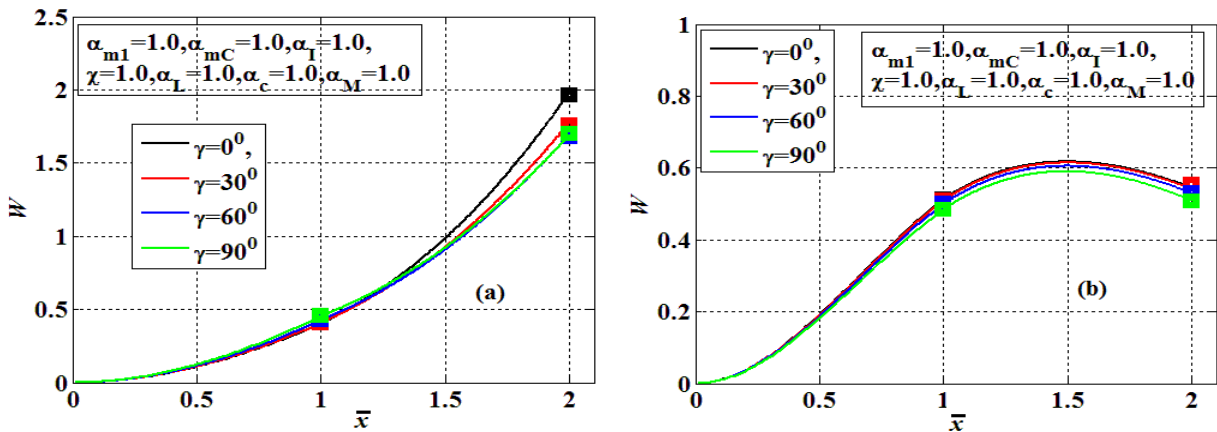 2.5
2
1.5
1
0.5
0
W
α_m1=1.0,α_mC=1.0,α_I=1.0,
χ=1.0,α_L=1.0,α_c=1.0,α_M=1.0
γ=0⁰,
γ=30⁰
γ=60⁰
γ=90⁰
(a)
0 0.5 1 1.5 2
x̅
1
0.8
0.6
0.4
0.2
0
W
γ=0⁰,
γ=30⁰
γ=60⁰
γ=90⁰
α_m1=1.0,α_mC=1.0,α_I=1.0,
χ=1.0,α_L=1.0,α_c=1.0,α_M=1.0
(b)
0 0.5 1 1.5 2
x̅